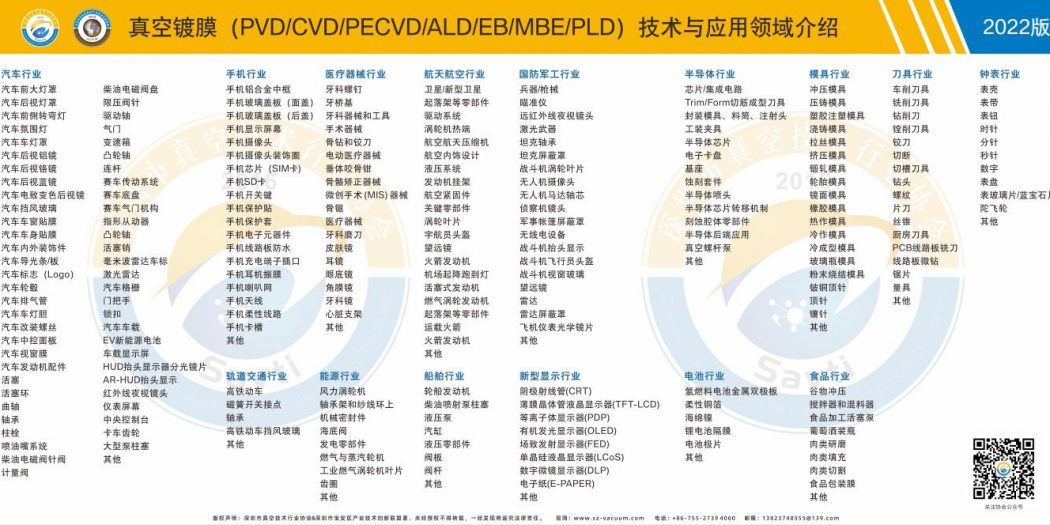 真空镀膜（PVD/CVD/PECVD/ALD/EB/MBE/PLD）技术与应用领域介绍
2022版
汽车行业
汽车前大灯罩
汽车后视灯罩
汽车前侧转弯灯
汽车氛围灯
汽车车灯罩
汽车后视铝镜
汽车后视铬镜
汽车后视蓝镜
汽车电致变色后视镜
汽车挡风玻璃
汽车车窗贴膜
汽车车身贴膜
汽车内外装饰件
汽车导光条/板
汽车标志（Logo）
汽车轮毂
汽车排气管
汽车车灯胆
汽车改装螺丝
汽车中控面板
汽车视窗膜
汽车发动机配件
活塞
活塞环
曲轴
轴承
柱栓
喷油嘴系统
柴油电磁阀针阀
计量阀
柴油电磁阀盘
限压阀针
驱动轴
气门
变速箱
凸轮轴
连杆
赛车传动系统
赛车底盘
赛车气门机构
指形从动器
凸轮轴
活塞销
毫米波雷达车标
激光雷达
汽车格栅
门把手
锁扣
汽车车载
EV新能源电池
车载显示屏
HUD抬头显示器分光镜片
AR-HUD抬头显示
红外线夜视镜头
仪表屏幕
中央控制台
卡车齿轮
大型泵柱塞
其他
手机行业
手机铝合金中框
手机玻璃盖板（面盖）
手机玻璃盖板（后盖）
手机显示屏幕
手机摄像头
手机摄像头装饰圈
手机芯片（SIM卡）
手机SD卡
手机开关键
手机保护贴
手机保护套
手机电子元器件
手机线路板防水
手机充电端子插口
手机耳机振膜
手机喇叭网
手机天线
手机柔性线路
手机卡槽
其他
轨道交通行业
高铁动车
磁簧开关接点
轴承
高铁动车挡风玻璃
其他
医疗器械行业
牙科螺钉
牙桥基
牙科器械和工具
手术器械
骨钻和铰刀
电动医疗器械
垂体咬骨钳
骨骼矫正器械
微创手术(MIS)器械
骨锯
医疗器械
牙科磨刀
皮肤镜
耳镜
眼底镜
角膜镜
牙科镜
心脏支架
其他
能源行业
风力涡轮机
轴承架和纱线环上
机械密封件
海底阀
发电零部件
燃气与蒸汽轮机
工业燃气涡轮机叶片
齿圈
其他
航天航空行业
卫星/新型卫星
起落架等零部件
驱动系统
涡轮机热端
航空航天压缩机
航空内饰设计
液压系统
发动机挂架
航空紧固件
关键零部件
涡轮叶片
宇航员头盔
望远镜
火箭发动机
机场起降跑到灯
活塞式发动机
燃气涡轮发动机
起落架等零部件
运载火箭
火箭发动机
其他
船舶行业
轮船发动机
柴油喷射泵柱塞
液压泵
汽缸
液压零部件
阀板
阀杆
其他
国防军工行业
兵器/枪械
瞄准仪
远红外线夜视镜头
激光武器
坦克轴承
坦克屏蔽罩
战斗机涡轮叶片
无人机摄像头
无人机马达轴芯
侦察机镜头
军事帐篷屏蔽罩
无线电设备
战斗机抬头显示
战斗机飞行员头盔
战斗机视窗玻璃
望远镜
雷达
雷达屏蔽罩
飞机仪表光学镜片
其他
新型显示行业
阴极射线管(CRT)
薄膜晶体管液晶显示器(TFT-LCD)
等离子体显示器(PDP)
有机发光显示器(OLED)
场致发射显示器(FED)
单晶硅液晶显示器(LCoS)
数字微镜显示器(DLP)
电子纸(E-PAPER)
其他
半导体行业
芯片/集成电路
Trim/Form切筋成型刀具
封装模具、料筒、注射头
工装夹具
半导体芯片
电子卡盘
基座
蚀刻套件
半导体喷头
半导体芯片转移机制
刻蚀腔体零部件
半导体后端应用
真空螺杆泵
其他
电池行业
氢燃料电池金属双极板
柔性铜箔
海绵镍
锂电池隔膜
电池极片
其他
模具行业
冲压模具
压铸模具
塑胶注塑模具
浇铸模具
拉丝模具
挤压模具
锻轧模具
轮胎模具
镜面模具
橡胶模具
热作模具
冷作模具
冷成型模具
玻璃瓶模具
粉末烧结模具
铍铜顶针
顶针
镶针
其他
食品行业
谷物冲压
搅拌器和混料器
食品加工活塞泵
葡萄酒装瓶
肉类研磨
肉类填充
肉类切割
食品包装膜
其他
刀具行业
车削刀具
铣削刀具
钻削刀
镗削刀具
铰刀
切断
切槽刀具
钻头
螺纹
片刀
丝锥
厨房刀具
PCB线路板铣刀
线路板微钻
锯片
量具
其他
钟表行业
表壳
表带
表钮
时针
分针
秒针
数字
表盘
表玻璃片/蓝宝石片
陀飞轮
其他
关注协会公众号
版权声明：深圳市真空技术行业协会&深圳市宝安区产业技术创新联盟署，未经授权不得转载，一经发现将追究法律责任。 官网：www.sz-vacuum.com 电话：+86-755-2739 4060 邮箱：13823748555@139.com